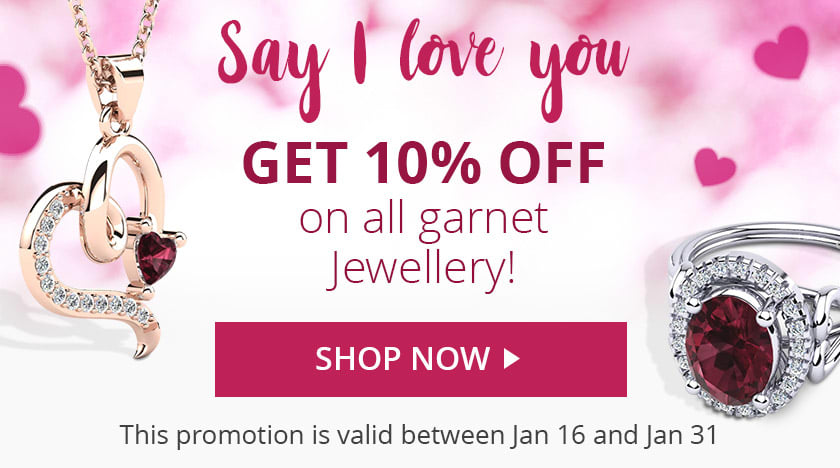 Say I love you
GET 10% OFF
on all garnet
Jewellery!
SHOP NOW
This promotion is valid between Jan 16 and Jan 31